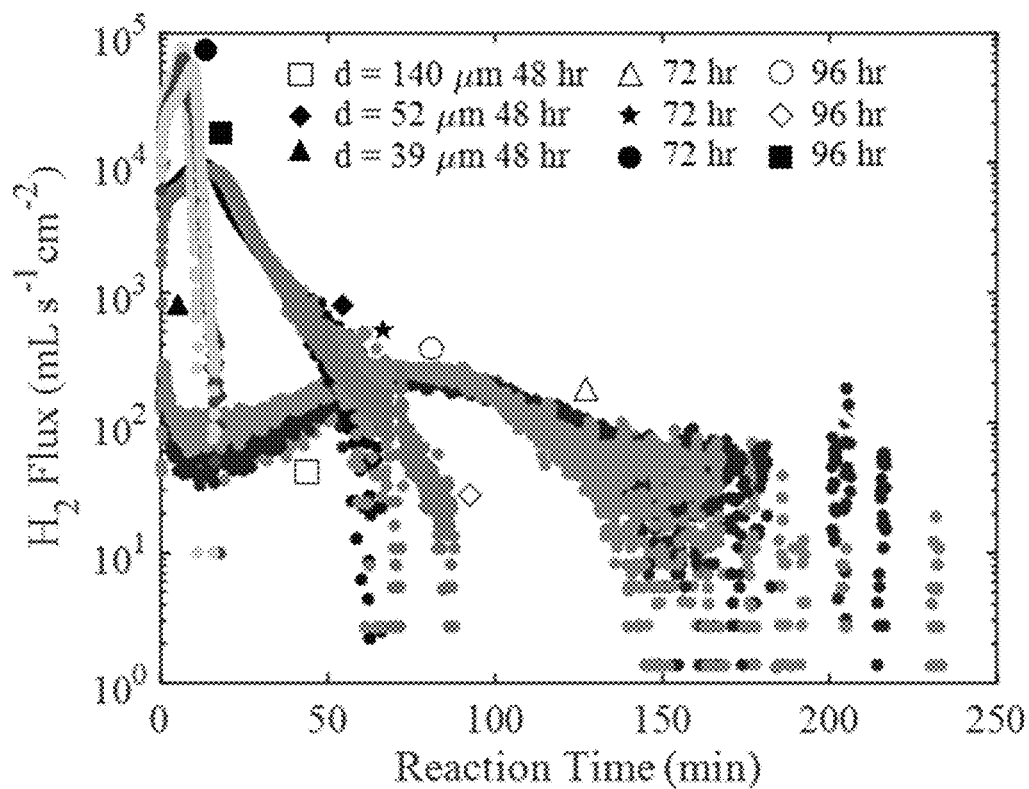 10^5
□ d = 140 μm 48 hr △ 72 hr ○ 96 hr
◆ d = 52 μm 48 hr ★ 72 hr ◇ 96 hr
▲ d = 39 μm 48 hr ● 72 hr ■ 96 hr
10^4
10^3
10^2
10^1
10^0
H_2 Flux (mL s^-1 cm^-2)
0 50 100 150 200 250
Reaction Time (min)